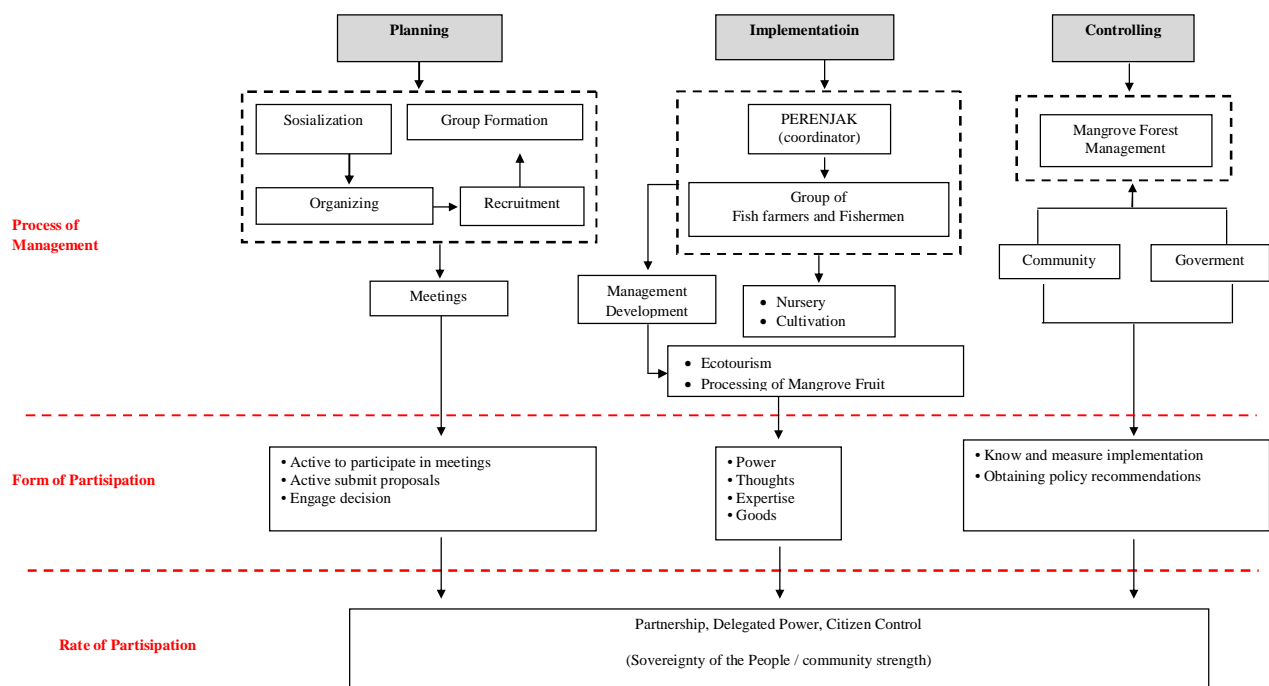 Planning
Implementatioin
Controlling
Sosialization
Group Formation
Organizing
Recruitment
Meetings
PERENJAK
(coordinator)
Group of
Fish farmers and Fishermen
Management
Development
• Nursery
• Cultivation
• Ecotourism
• Processing of Mangrove Fruit
Mangrove Forest
Management
Community
Goverment
Process of
Management
Form of Partisipation
• Active to participate in meetings
• Active submit proposals
• Engage decision
• Power
• Thoughts
• Expertise
• Goods
• Know and measure implementation
• Obtaining policy recommendations
Rate of Partisipation
Partnership, Delegated Power, Citizen Control
(Sovereignty of the People / community strength)